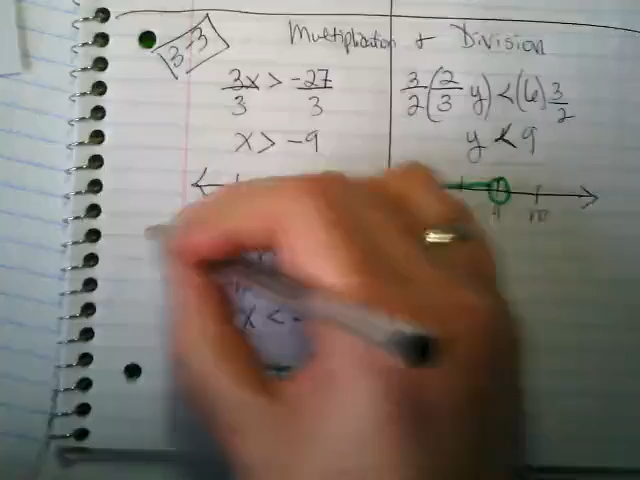 3-3
Multiplication & Division
3x/3 > -27/3
x > -9
3/2(2/3 y) < (6)3/2
y < 9
10
x < -